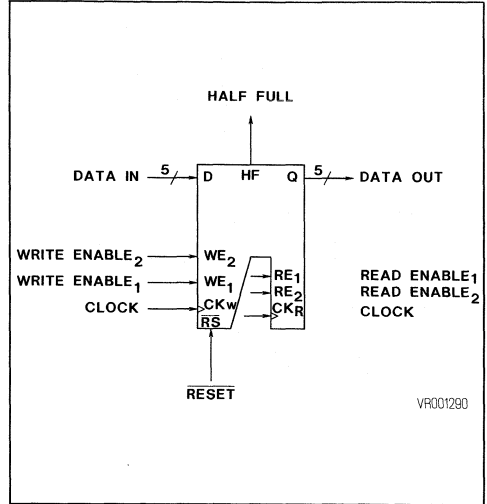 HALF FULL
DATA IN 5 D HF Q 5 DATA OUT
WRITE ENABLE2 WE2
WRITE ENABLE1 WE1 RE1 READ ENABLE1
RE2 READ ENABLE2
CLOCK CKW CKR CLOCK
RS
RESET
VR001290